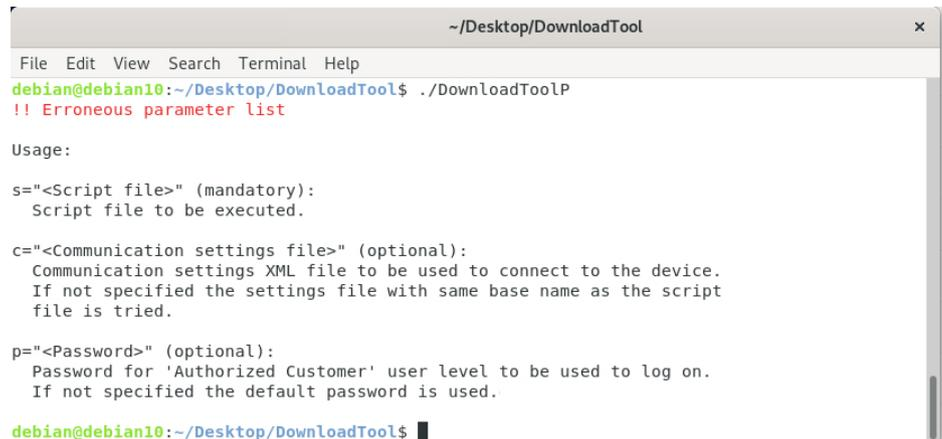 ~/Desktop/DownloadTool ×
File Edit View Search Terminal Help
debian@debian10:~/Desktop/DownloadTool$ ./DownloadToolP
!! Erroneous parameter list
Usage:
s="<Script file>" (mandatory):
Script file to be executed.
c="<Communication settings file>" (optional):
Communication settings XML file to be used to connect to the device.
If not specified the settings file with same base name as the script
file is tried.
p="<Password>" (optional):
Password for 'Authorized Customer' user level to be used to log on.
If not specified the default password is used.
debian@debian10:~/Desktop/DownloadTool$